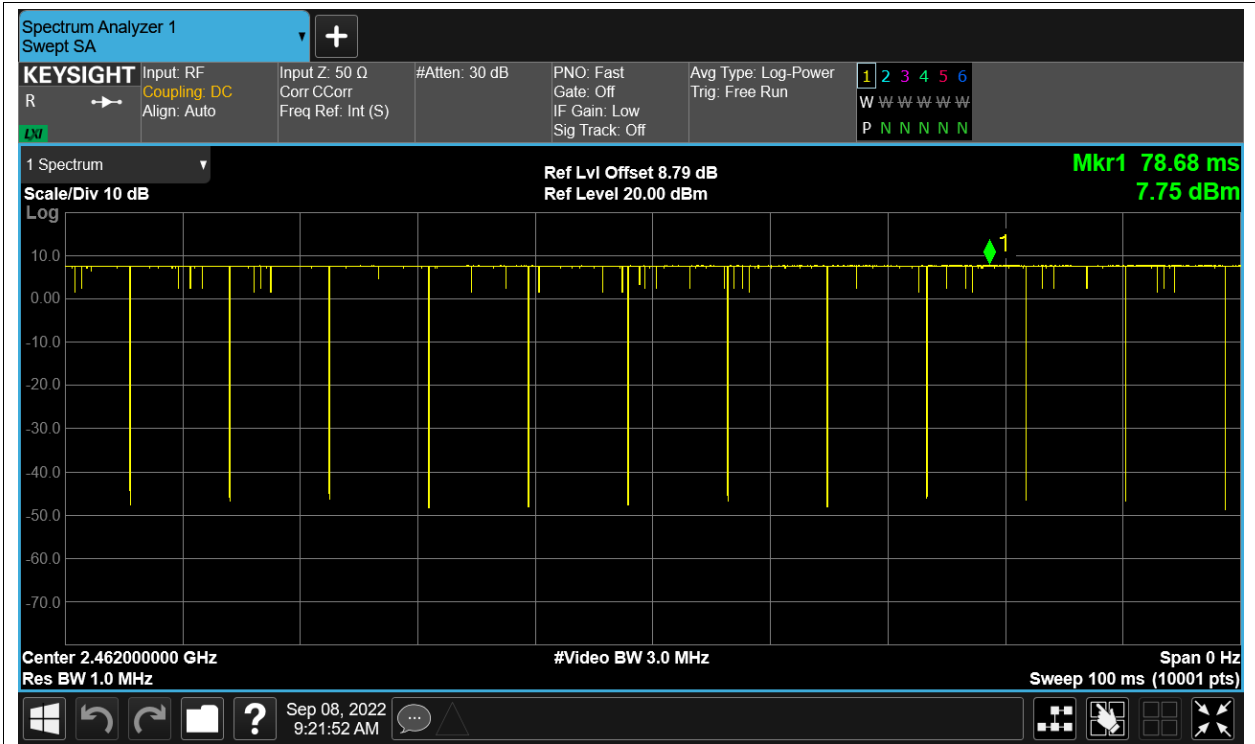 Spectrum Analyzer 1
Swept SA
KEYSIGHT
R
LXI
Input: RF
Coupling: DC
Align: Auto
Input Z: 50 Ω
Corr CCorr
Freq Ref: Int (S)
#Atten: 30 dB
PNO: Fast
Gate: Off
IF Gain: Low
Sig Track: Off
Avg Type: Log-Power
Trig: Free Run
1 2 3 4 5 6
W W W W W W
P N N N N N
1 Spectrum
Scale/Div 10 dB
Ref Lvl Offset 8.79 dB
Ref Level 20.00 dBm
Mkr1 78.68 ms
7.75 dBm
Log
1
10.0
0.00
-10.0
-20.0
-30.0
-40.0
-50.0
-60.0
-70.0
Center 2.462000000 GHz
#Video BW 3.0 MHz
Span 0 Hz
Res BW 1.0 MHz
Sweep 100 ms (10001 pts)
?
Sep 08, 2022
9:21:52 AM